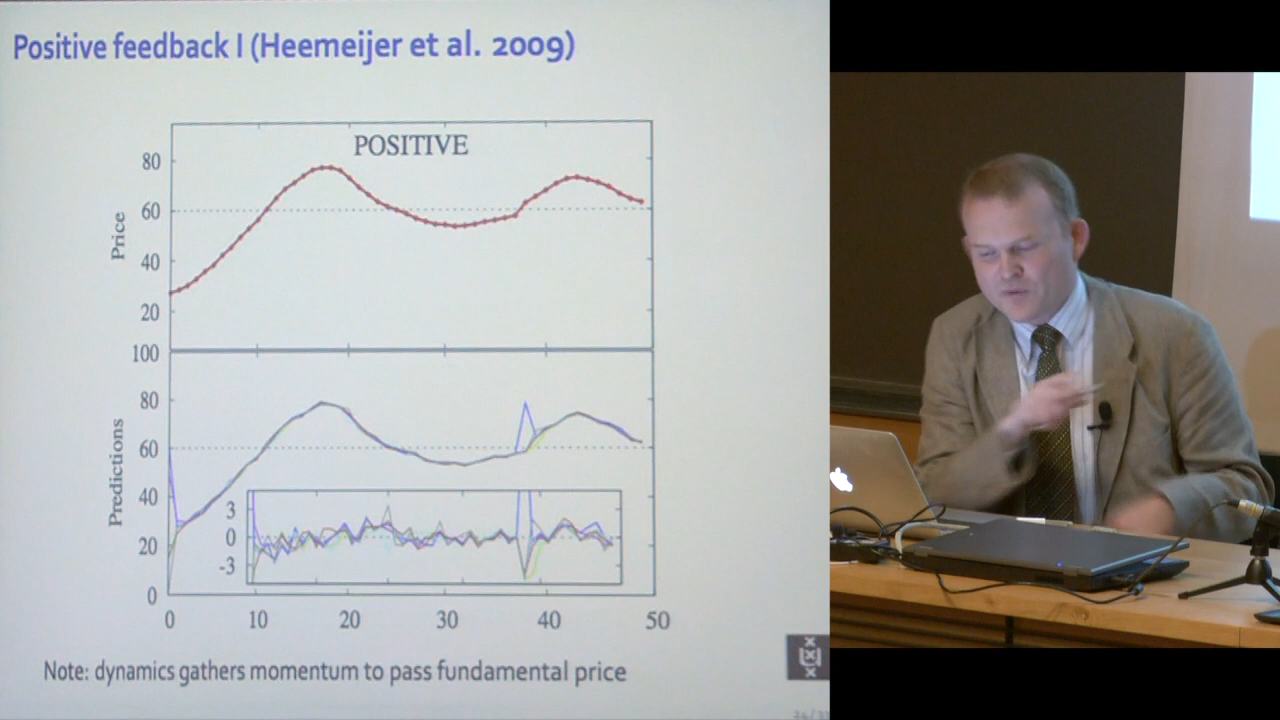 Positive feedback I (Heemeijer et al. 2009)
POSITIVE
Price
80
60
40
20
Predictions
100
80
60
40
20
0
3
0
-3
0 10 20 30 40 50
Note: dynamics gathers momentum to pass fundamental price